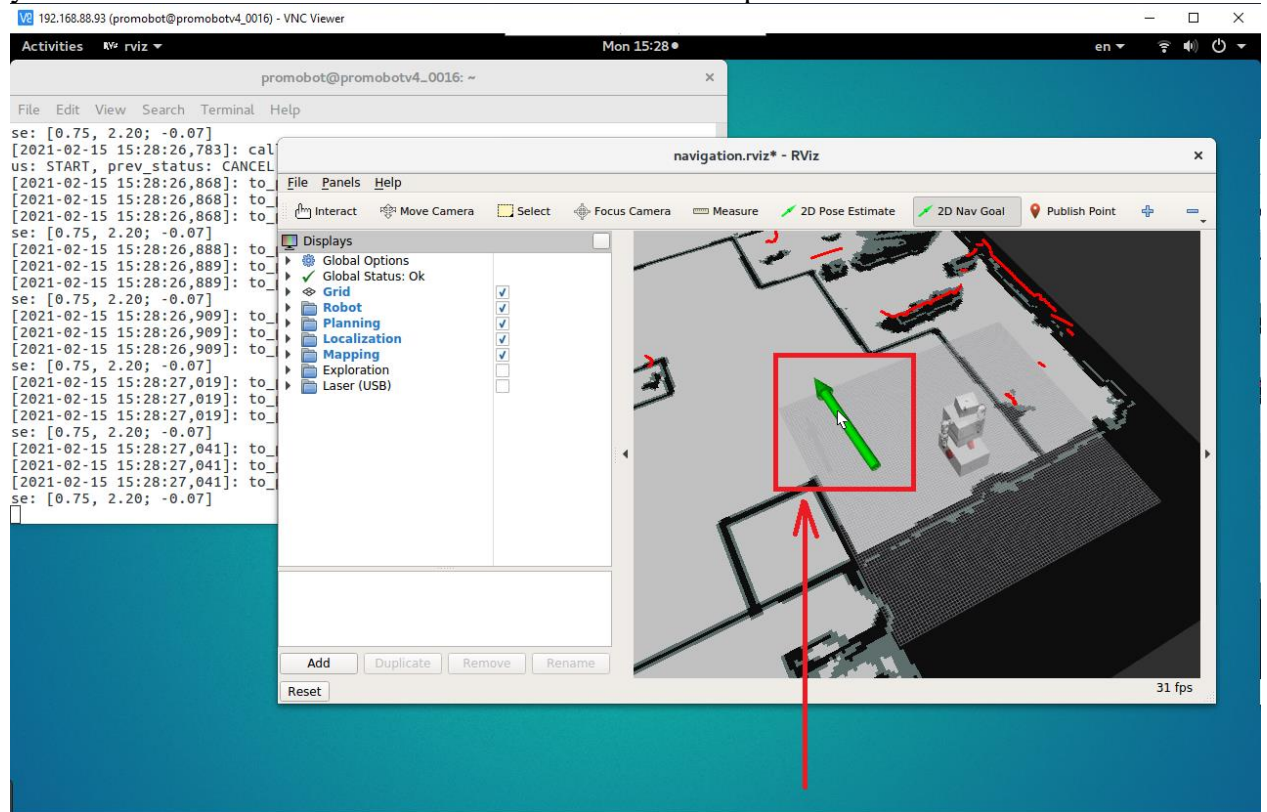 192.168.88.93 (promobot@promobotv4_0016) - VNC Viewer
Activities rviz Mon 15:28 en
promobot@promobotv4_0016: ~
File Edit View Search Terminal Help
se: [0.75, 2.20; -0.07]
[2021-02-15 15:28:26,783]: cal
us: START, prev_status: CANCEL
[2021-02-15 15:28:26,868]: to_
[2021-02-15 15:28:26,868]: to_
[2021-02-15 15:28:26,868]: to_
se: [0.75, 2.20; -0.07]
[2021-02-15 15:28:26,888]: to_
[2021-02-15 15:28:26,889]: to_
[2021-02-15 15:28:26,889]: to_
se: [0.75, 2.20; -0.07]
[2021-02-15 15:28:26,909]: to_
[2021-02-15 15:28:26,909]: to_
[2021-02-15 15:28:26,909]: to_
se: [0.75, 2.20; -0.07]
[2021-02-15 15:28:27,019]: to_
[2021-02-15 15:28:27,019]: to_
[2021-02-15 15:28:27,019]: to_
se: [0.75, 2.20; -0.07]
[2021-02-15 15:28:27,041]: to_
[2021-02-15 15:28:27,041]: to_
[2021-02-15 15:28:27,041]: to_
se: [0.75, 2.20; -0.07]
navigation.rviz* - RViz
File Panels Help
Interact Move Camera Select Focus Camera Measure 2D Pose Estimate 2D Nav Goal Publish Point
Displays
Global Options
Global Status: Ok
Grid
Robot
Planning
Localization
Mapping
Exploration
Laser (USB)
Add Duplicate Remove Rename
Reset
31 fps